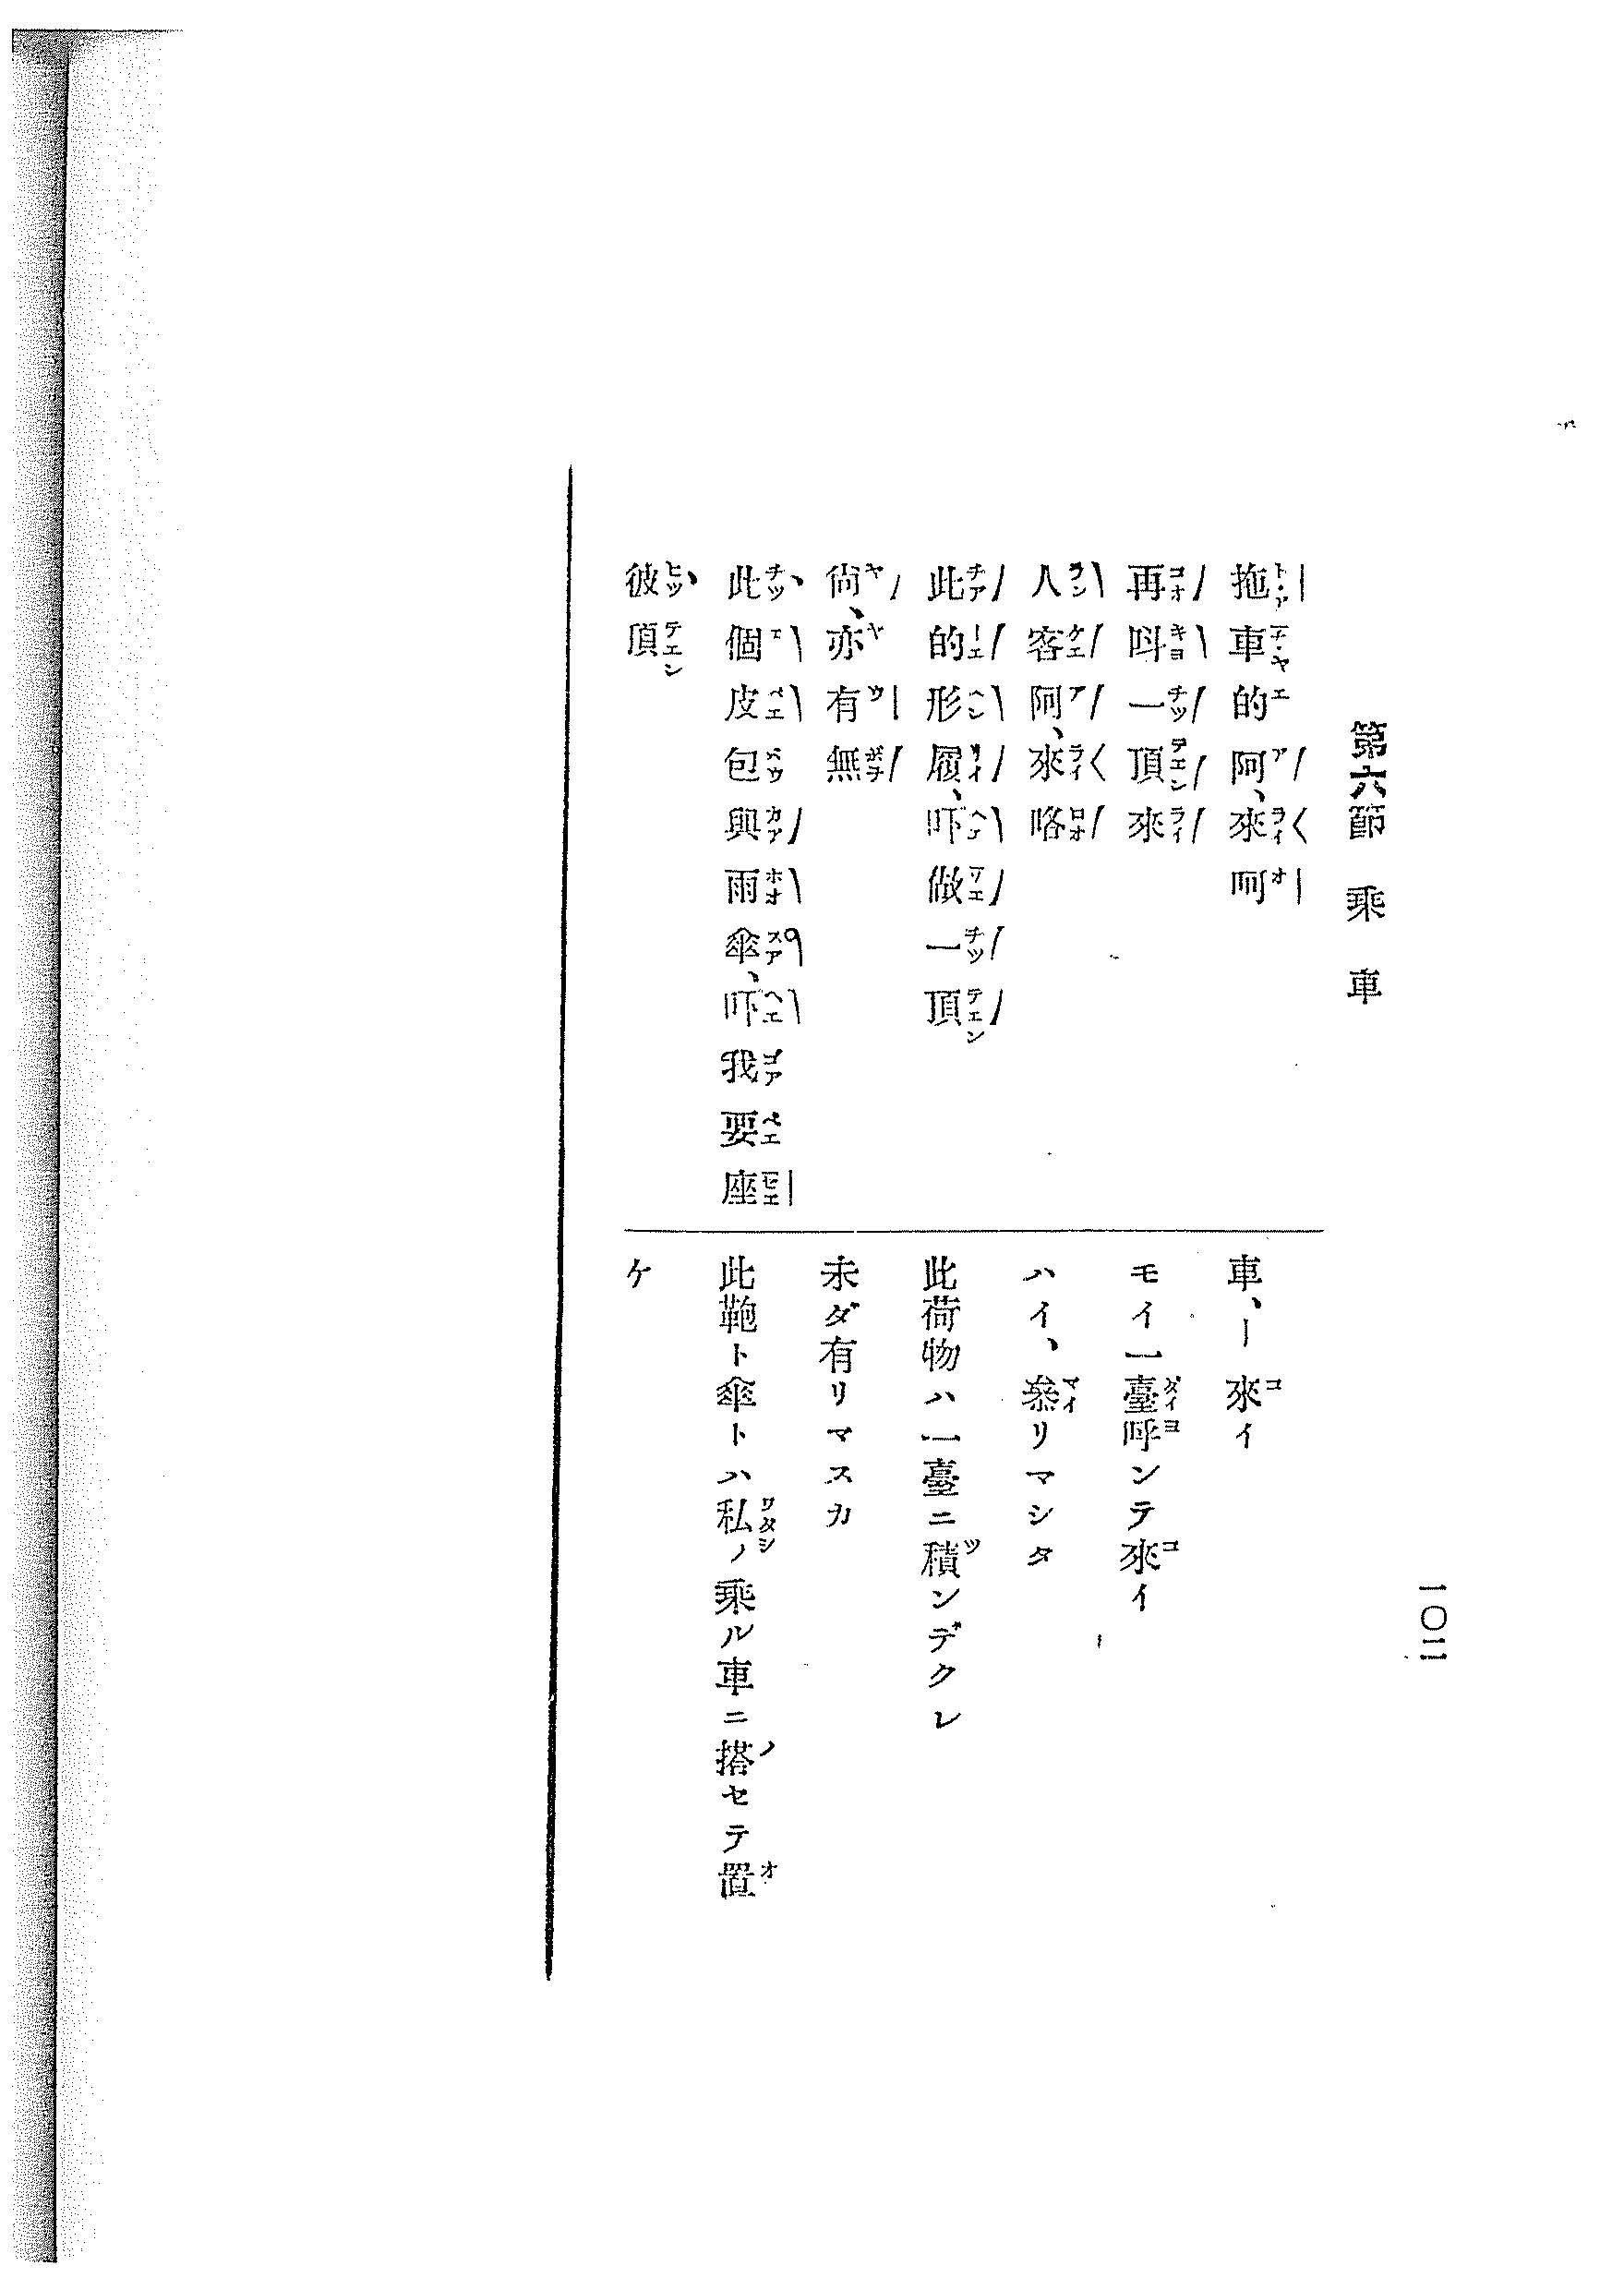 一〇二
第六節 乘車
拖車的阿、來呵
再呌一頂來
人客阿、來咯
此的形履、吓做一頂
尙、亦有無
此個皮包與雨傘、吓我要座
彼頂
車、ー來イ
モイ一臺呼ンテ來イ
ハイ、參リマシタ
此荷物ハ一臺ニ積ンデクレ
未ダ有リマスカ
此鞄ト傘トハ私ノ乘ル車ニ搭セテ置
ケ